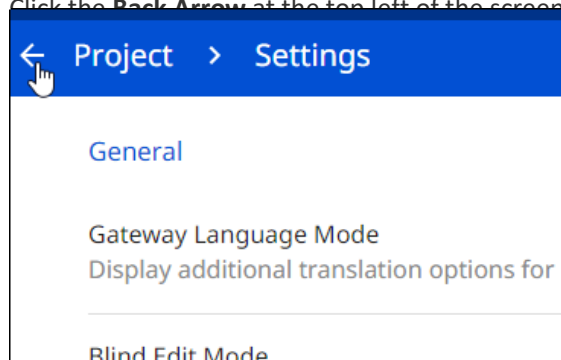 Click the Back Arrow at the top left of the screen
Project > Settings
General
Gateway Language Mode
Display additional translation options for
Blind Edit Mode